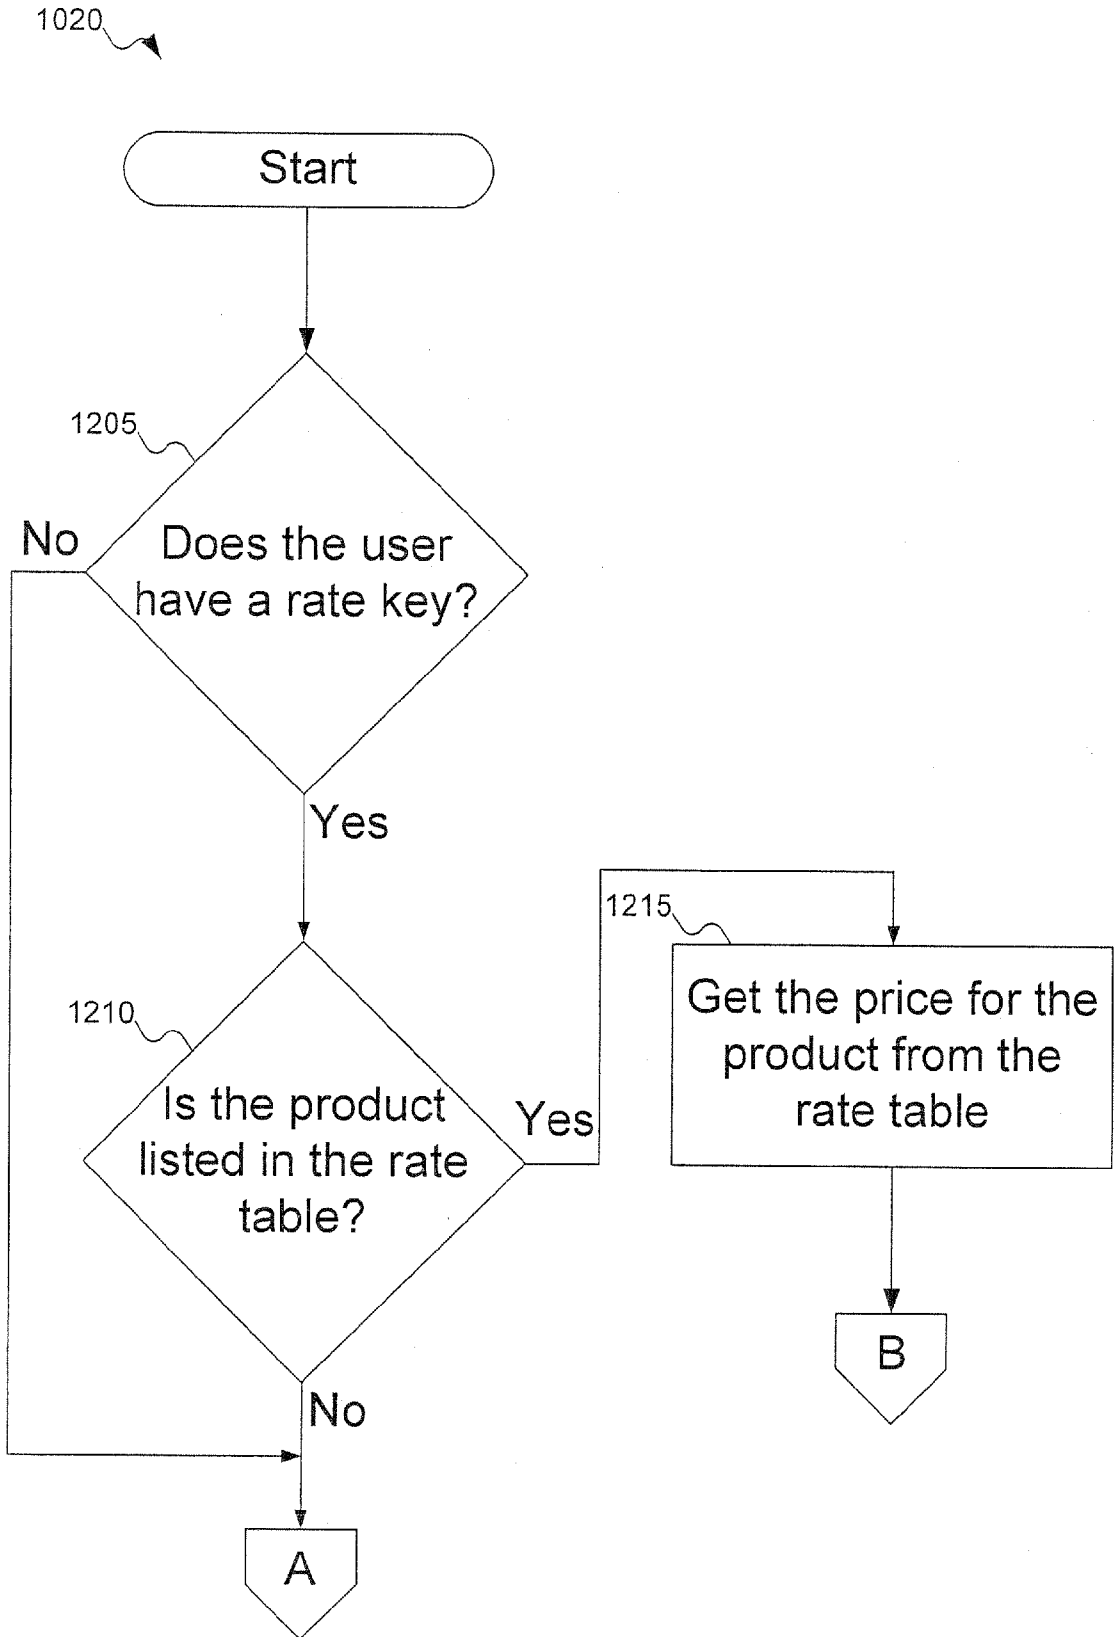 1020
Start
1205
No
Does the user
have a rate key?
Yes
1215
Get the price for the
product from the
rate table
1210
Is the product
listed in the rate
table?
Yes
B
No
A